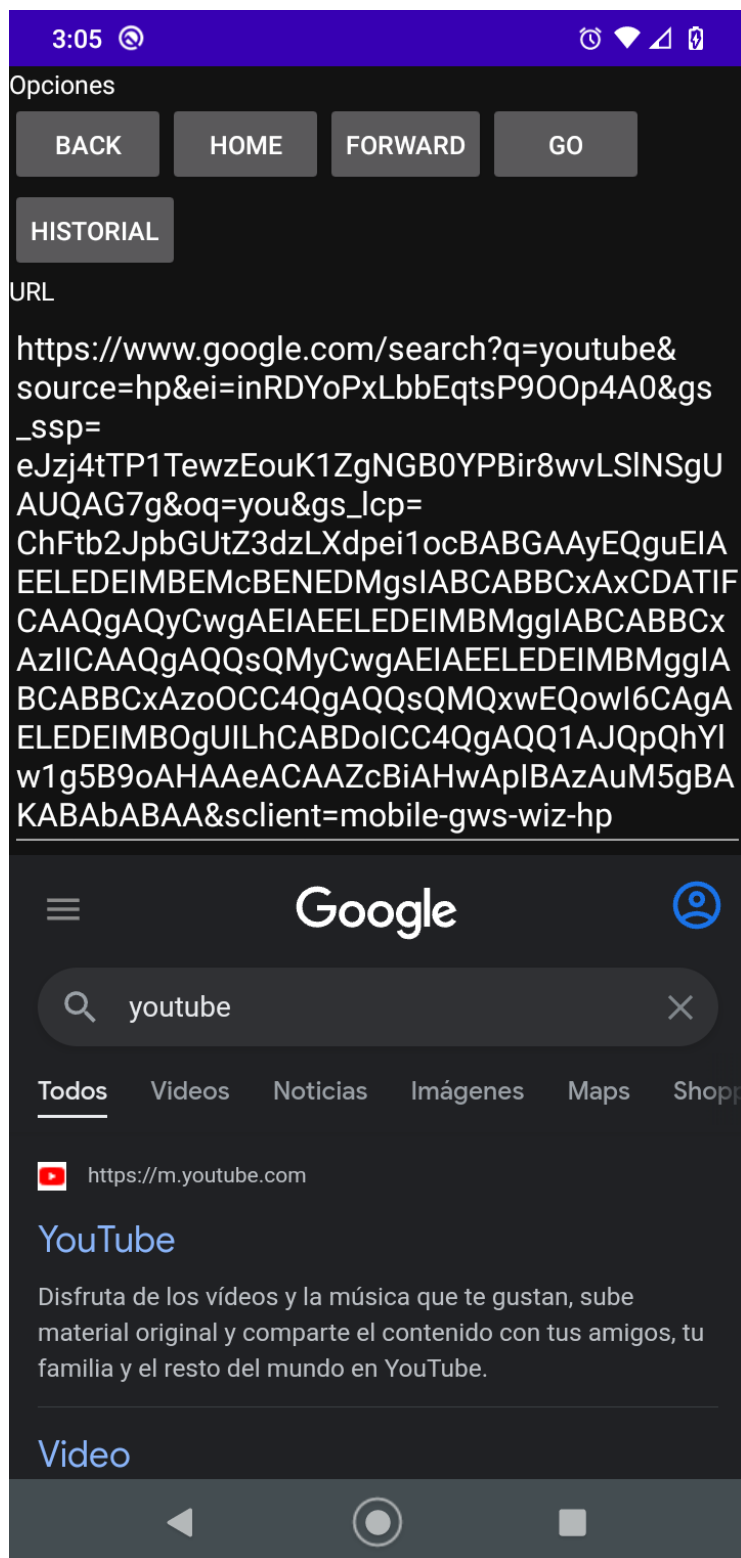 3:05
Opciones
BACK HOME FORWARD GO
HISTORIAL
URL
https://www.google.com/search?q=youtube&
source=hp&ei=inRDYoPxLbbEqtsP9OOp4A0&gs
_ssp=
eJzj4tTP1TewzEouK1ZgNGB0YPBir8wvLSlNSgU
AUQAG7g&oq=you&gs_lcp=
ChFtb2JpbGUtZ3dzLXdpei1ocBABGAAyEQguEIA
EELEDEIMBEMcBENEDMgsIABCABBCxAxCDATIF
CAAQgAQyCwgAEIAEELEDEIMBMggIABCABBCx
AzIICAAQgAQQsQMyCwgAEIAEELEDEIMBMggIA
BCABBCxAzoOCC4QgAQQsQMQxwEQowI6CAgA
ELEDEIMBOgUILhCABDoICC4QgAQQ1AJQpQhYl
w1g5B9oAHAAeACAAZcBiAHwApIBAzAuM5gBA
KABAbABAA&sclient=mobile-gws-wiz-hp
Google
youtube
Todos Videos Noticias Imágenes Maps Shopp
https://m.youtube.com
YouTube
Disfruta de los vídeos y la música que te gustan, sube
material original y comparte el contenido con tus amigos, tu
familia y el resto del mundo en YouTube.
Video